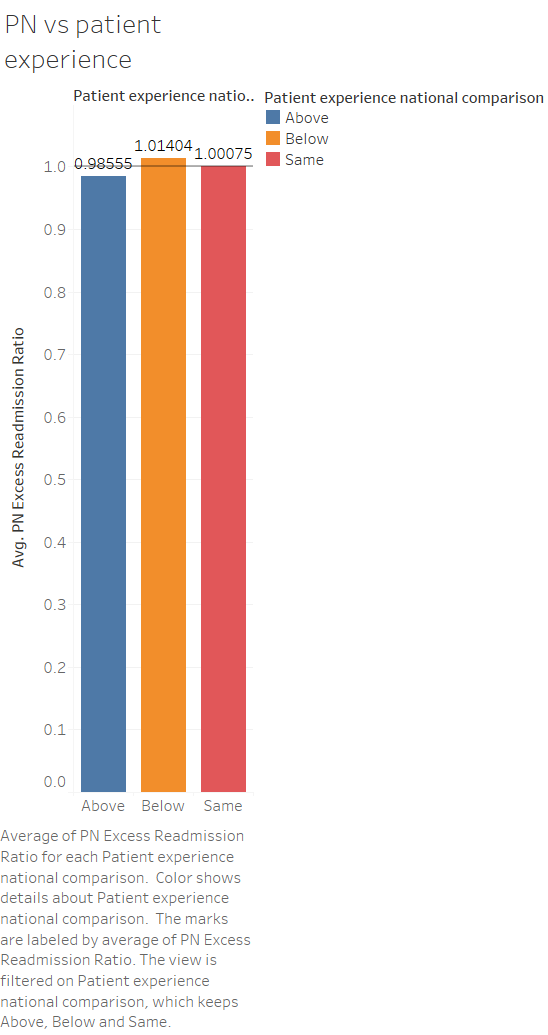 PN vs patient
experience
Patient experience natio..
Patient experience national comparison
Above
Below
Same
0.98555
1.01404
1.00075
1.0
0.9
0.8
0.7
0.6
0.5
0.4
0.3
0.2
0.1
0.0
Avg. PN Excess Readmission Ratio
Above
Below
Same
Average of PN Excess Readmission
Ratio for each Patient experience
national comparison.  Color shows
details about Patient experience
national comparison.  The marks
are labeled by average of PN Excess
Readmission Ratio. The view is
filtered on Patient experience
national comparison, which keeps
Above, Below and Same.